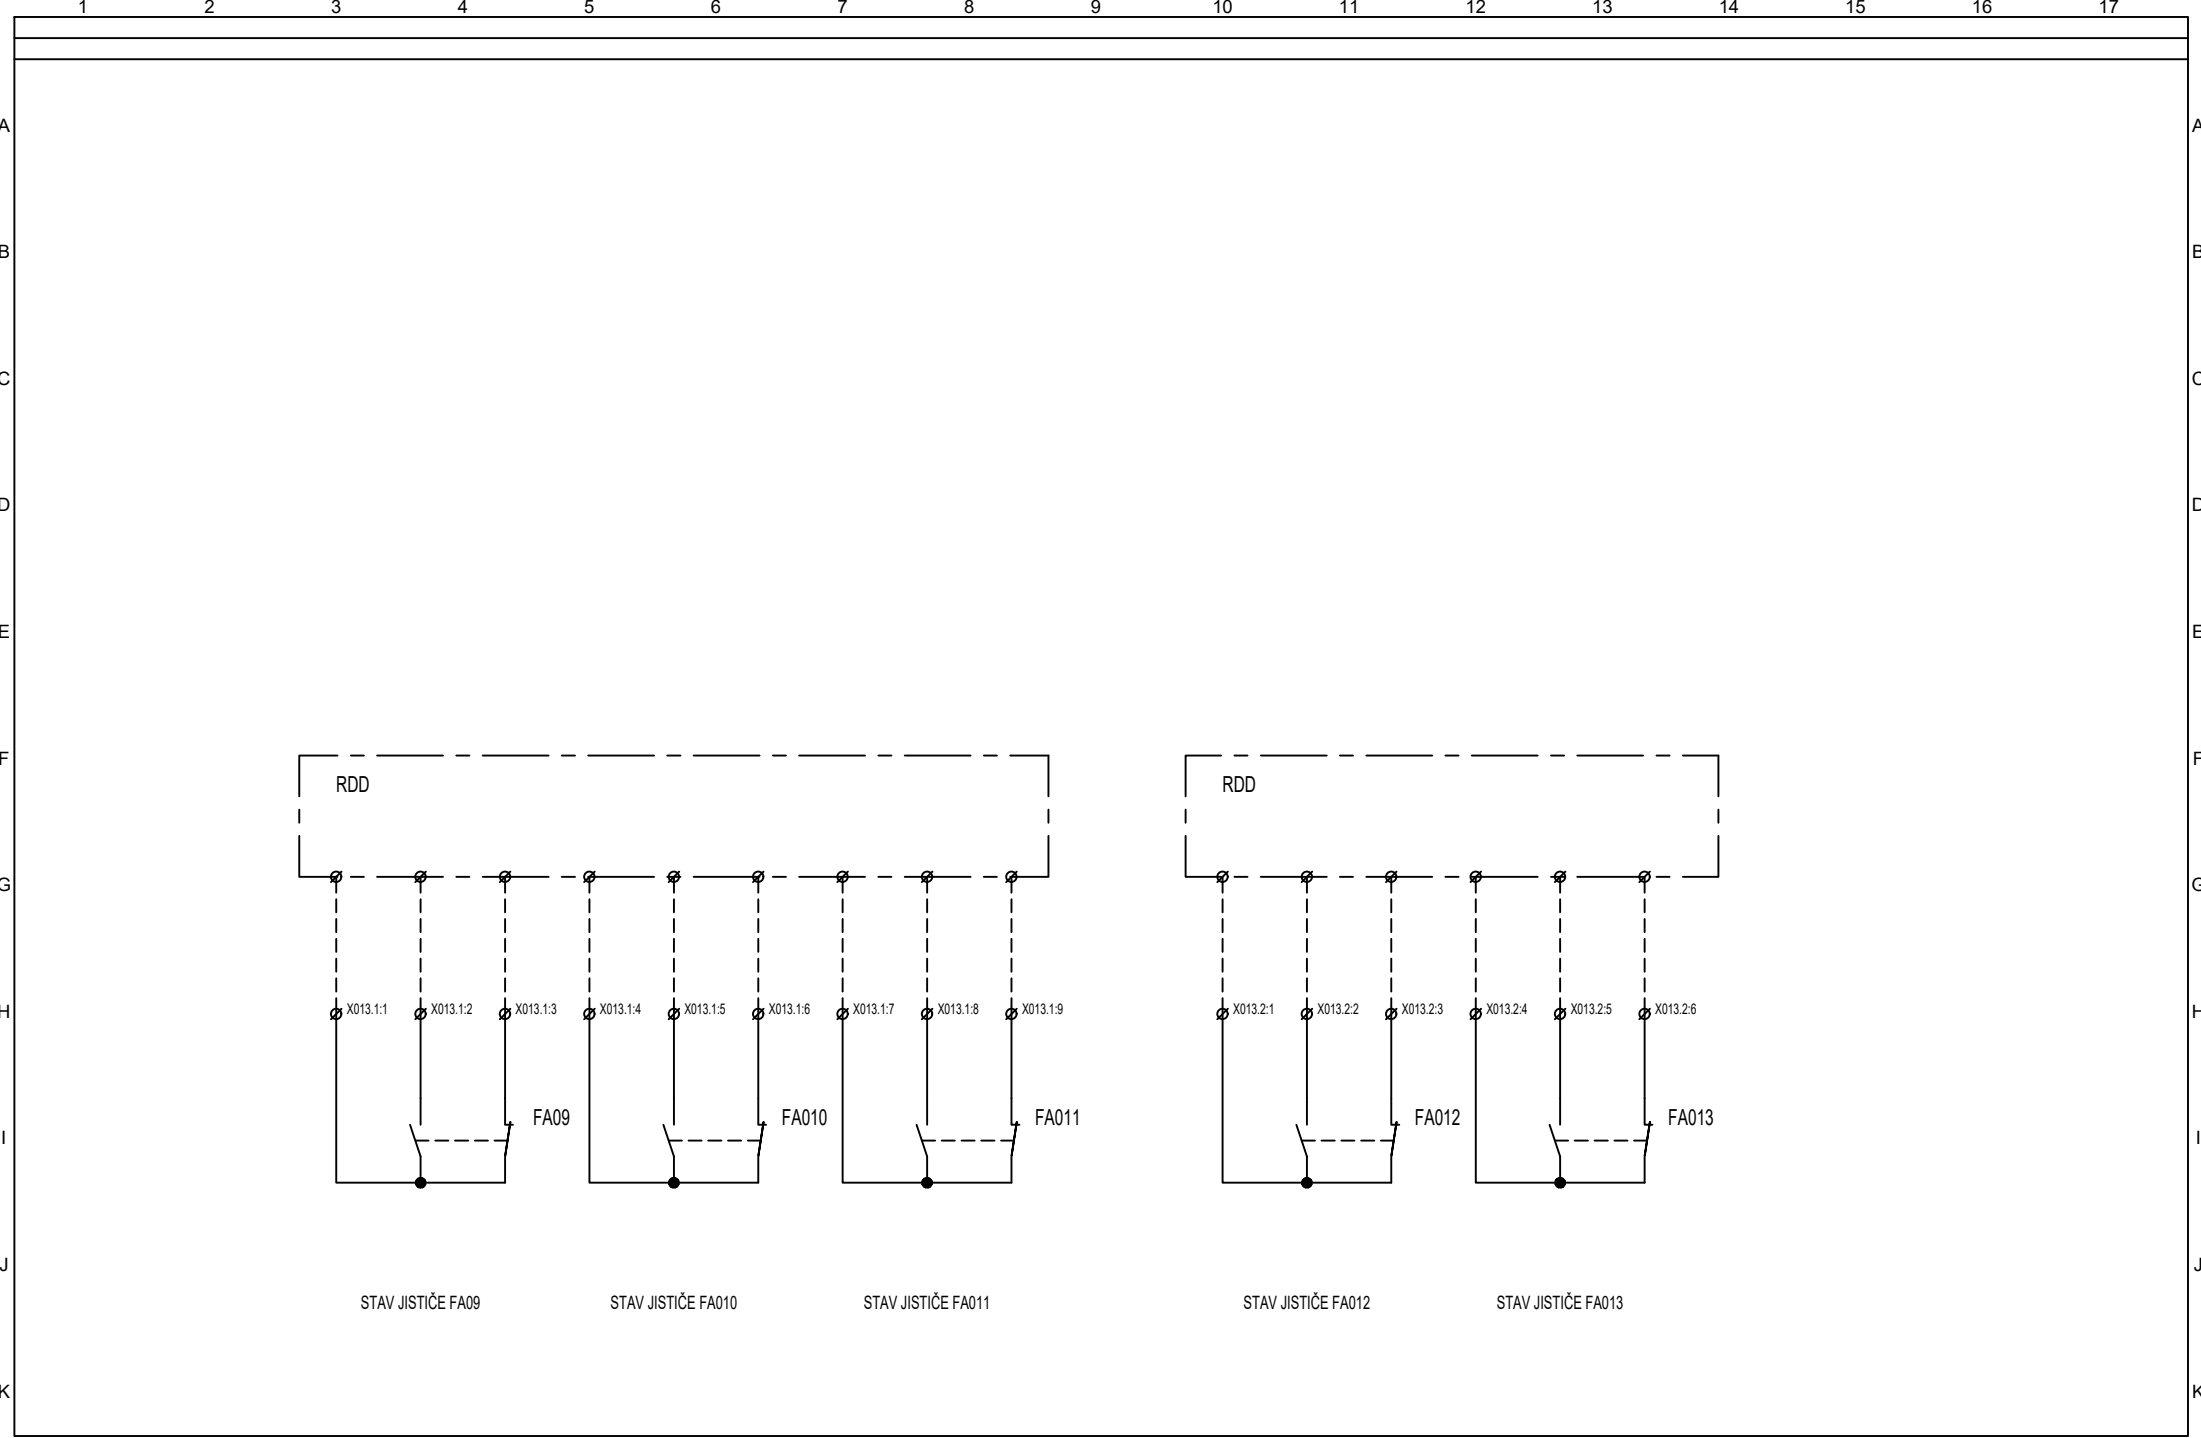 1 2 3 4 5 6 7 8 9 10 11 12 13 14 15 16 17
A A
B B
C C
D D
E E
F F
RDD RDD
G G
H X013.1:1 X013.1:2 X013.1:3 X013.1:4 X013.1:5 X013.1:6 X013.1:7 X013.1:8 X013.1:9 X013.2:1 X013.2:2 X013.2:3 X013.2:4 X013.2:5 X013.2:6 H
FA09 FA010 FA011 FA012 FA013
I I
J J
STAV JISTIČE FA09 STAV JISTIČE FA010 STAV JISTIČE FA011 STAV JISTIČE FA012 STAV JISTIČE FA013
K K